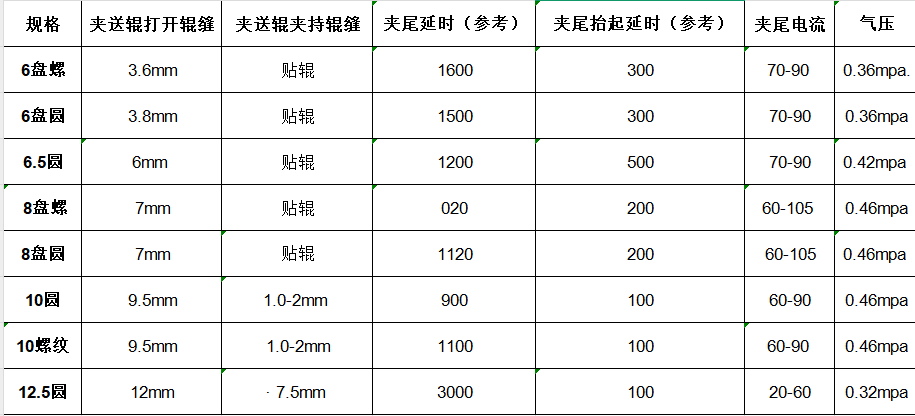 规格 夹送辊打开辊缝 夹送辊夹持辊缝 夹尾延时（参考） 夹尾抬起延时（参考） 夹尾电流 气压
6盘螺 3.6mm 贴辊 1600 300 70-90 0.36mpa.
6盘圆 3.8mm 贴辊 1500 300 70-90 0.36mpa
6.5圆 6mm 贴辊 1200 500 70-90 0.42mpa
8盘螺 7mm 贴辊 020 200 60-105 0.46mpa
8盘圆 7mm 贴辊 1120 200 60-105 0.46mpa
10圆 9.5mm 1.0-2mm 900 100 60-90 0.46mpa
10螺纹 9.5mm 1.0-2mm 1100 100 60-90 0.46mpa
12.5圆 12mm · 7.5mm 3000 100 20-60 0.32mpa